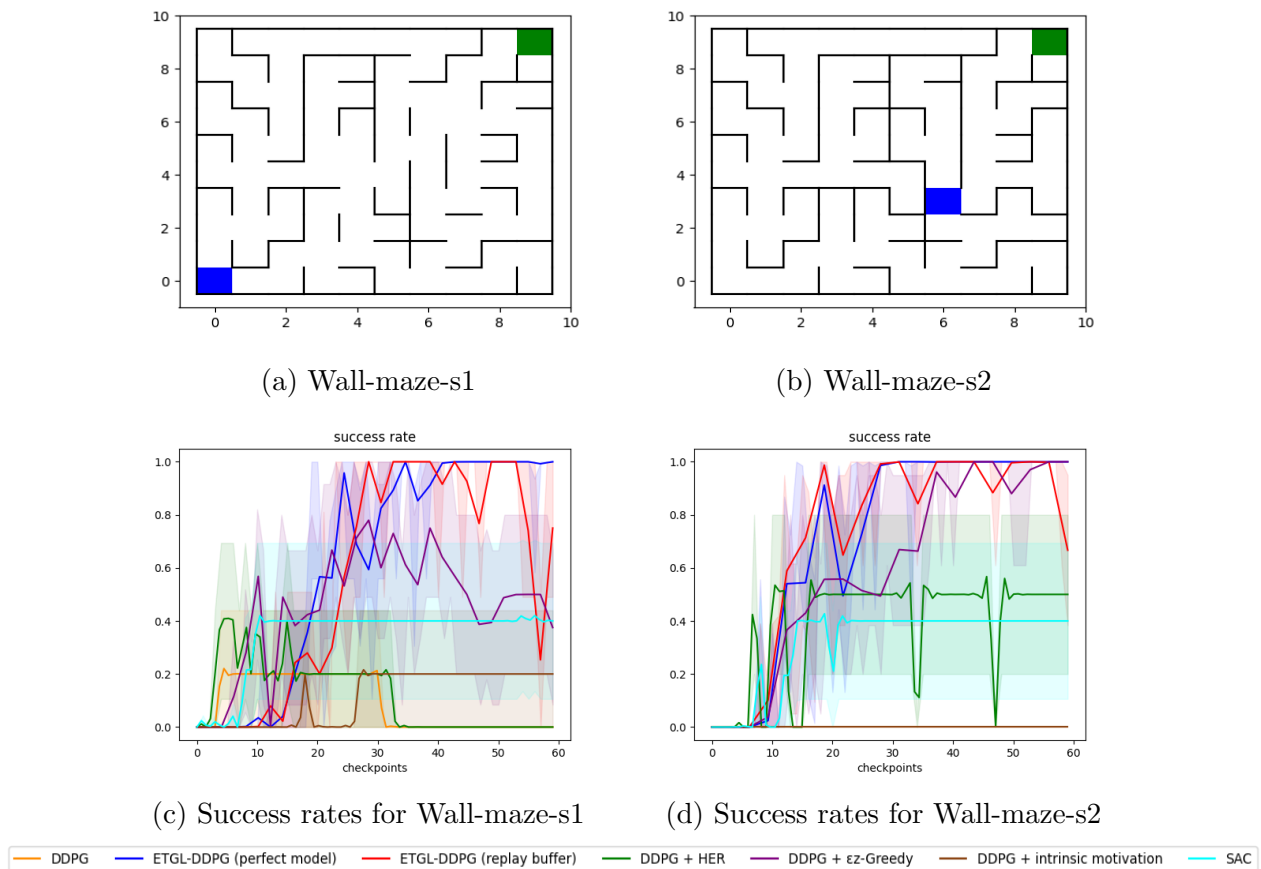 10
8
6
4
2
0
0 2 4 6 8 10
(a) Wall-maze-s1
10
8
6
4
2
0
0 2 4 6 8 10
(b) Wall-maze-s2
success rate
1.0
0.8
0.6
0.4
0.2
0.0
0 10 20 30 40 50 60
checkpoints
(c) Success rates for Wall-maze-s1
success rate
1.0
0.8
0.6
0.4
0.2
0.0
0 10 20 30 40 50 60
checkpoints
(d) Success rates for Wall-maze-s2
DDPG ETGL-DDPG (perfect model) ETGL-DDPG (replay buffer) DDPG + HER DDPG + εz-Greedy DDPG + intrinsic motivation SAC